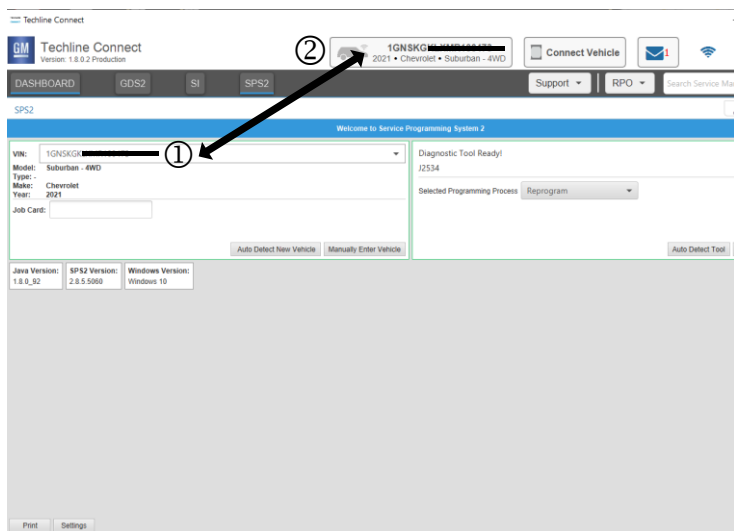 Techline Connect
GM
Techline Connect
Version: 1.8.0.2 Production
②
1GNSKG
2021 • Chevrolet • Suburban - 4WD
Connect Vehicle
1
DASHBOARD GDS2 SI SPS2
Support RPO Search Service Ma
SPS2
Welcome to Service Programming System 2
VIN: 1GNSKGK
①
Model: Suburban - 4WD
Type: -
Make: Chevrolet
Year: 2021
Job Card:
Auto Detect New Vehicle Manually Enter Vehicle
Diagnostic Tool Ready!
J2534
Selected Programming Process Reprogram
Auto Detect Tool
Java Version: SPS2 Version: Windows Version:
1.8.0_92 2.8.5.5060 Windows 10
Print Settings